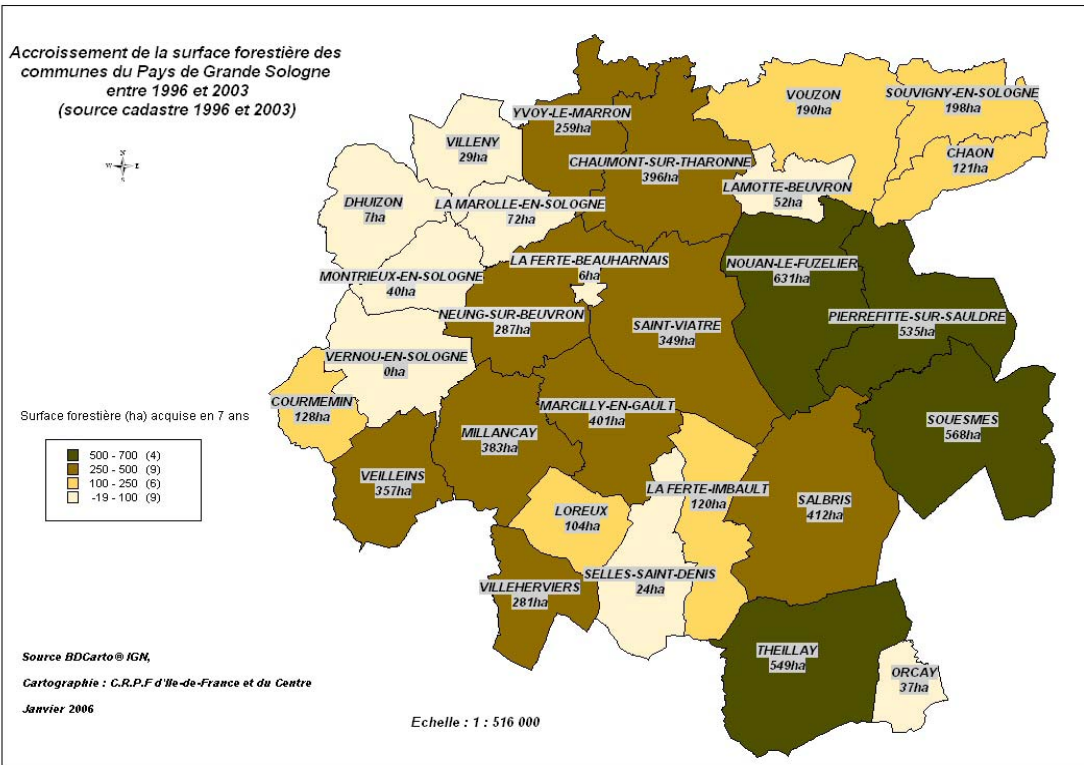 Accroissement de la surface forestière des
communes du Pays de Grande Sologne
entre 1996 et 2003
(source cadastre 1996 et 2003)
N
W E
S
YVOY-LE-MARRON
259ha
VOUZON
190ha
SOUVIGNY-EN-SOLOGNE
198ha
VILLENY
29ha
CHAUMONT-SUR-THARONNE
396ha
CHAON
121ha
LAMOTTE-BEUVRON
52ha
DHUIZON
7ha
LA MAROLLE-EN-SOLOGNE
72ha
MONTRIEUX-EN-SOLOGNE
40ha
LA FERTE-BEAUHARNAIS
6ha
NOUAN-LE-FUZELIER
631ha
NEUNG-SUR-BEUVRON
287ha
SAINT-VIATRE
349ha
PIERREFITTE-SUR-SAULDRE
535ha
VERNOU-EN-SOLOGNE
0ha
COURMEMIN
128ha
MARCILLY-EN-GAULT
401ha
MILLANCAY
383ha
SOUESMES
568ha
VEILLEINS
357ha
LA FERTE-IMBAULT
120ha
SALBRIS
412ha
LOREUX
104ha
SELLES-SAINT-DENIS
24ha
VILLEHERVIERS
281ha
THEILLAY
549ha
ORCAY
37ha
Surface forestière (ha) acquise en 7 ans
500 - 700 (4)
250 - 500 (9)
100 - 250 (6)
-19 - 100 (9)
Source BDCarto® IGN,
Cartographie : C.R.P.F d'Ile-de-France et du Centre
Janvier 2006
Echelle : 1 : 516 000